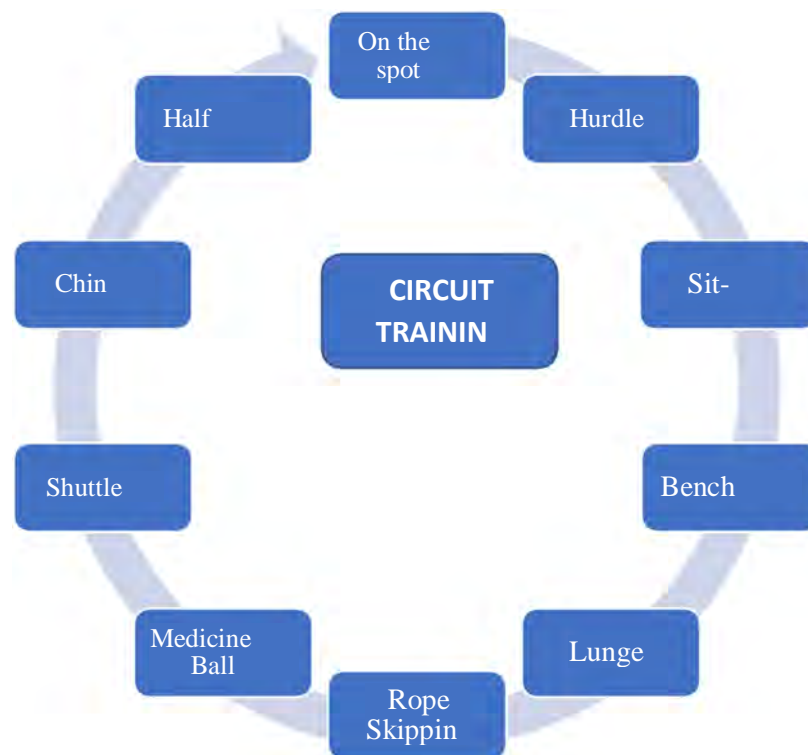 On the
spot
Hurdle
Sit-
Bench
Lunge
Rope
Skippin
Medicine
Ball
Shuttle
Chin
Half
CIRCUIT
TRAININ